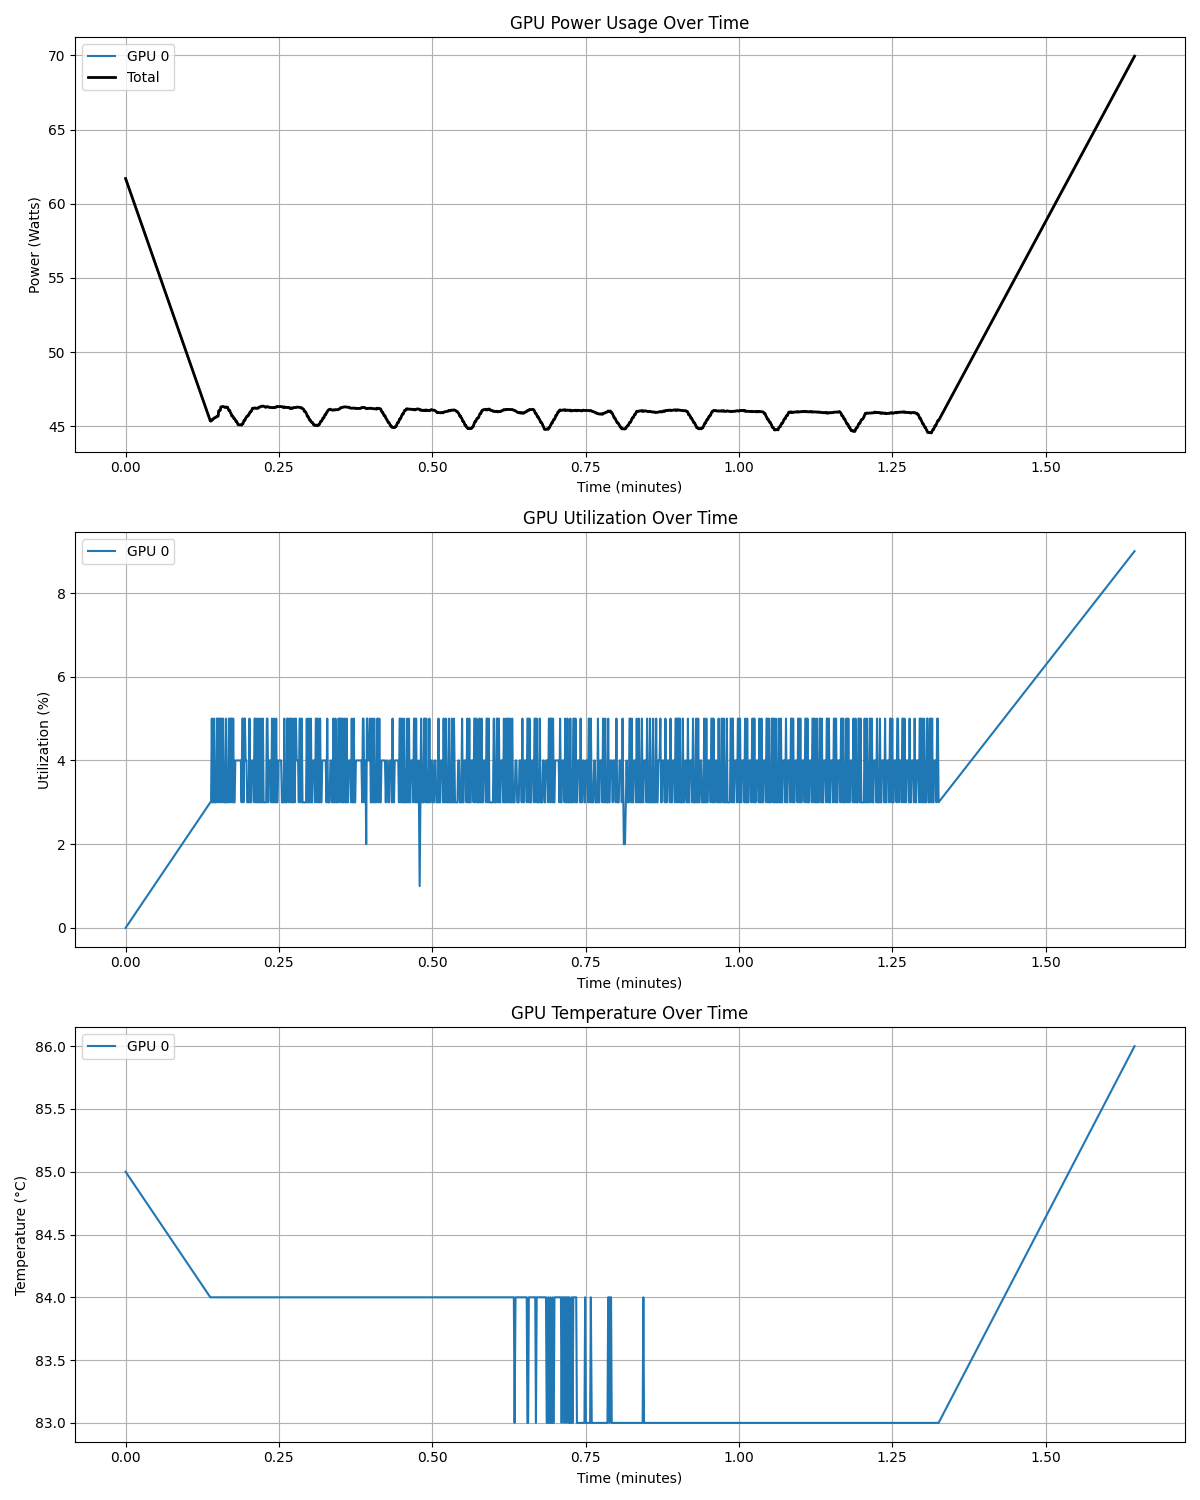 GPU Power Usage Over Time
GPU 0
Total
70
65
60
55
50
45
Power (Watts)
0.00 0.25 0.50 0.75 1.00 1.25 1.50
Time (minutes)
GPU Utilization Over Time
GPU 0
8
6
4
2
0
Utilization (%)
0.00 0.25 0.50 0.75 1.00 1.25 1.50
Time (minutes)
GPU Temperature Over Time
GPU 0
86.0
85.5
85.0
84.5
84.0
83.5
83.0
Temperature (°C)
0.00 0.25 0.50 0.75 1.00 1.25 1.50
Time (minutes)